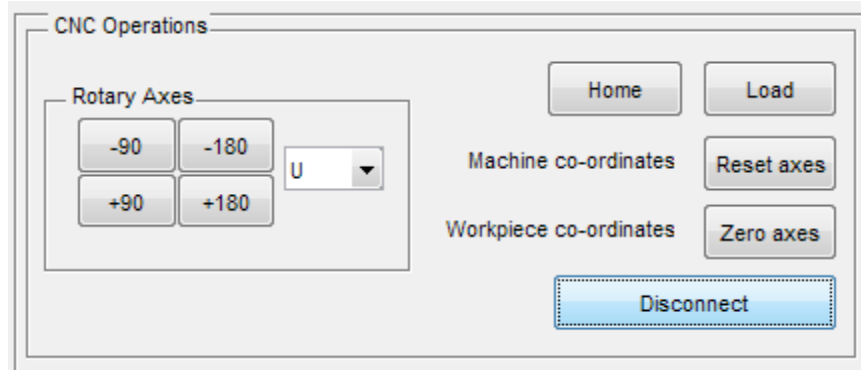 CNC Operations
Home Load
Rotary Axes
-90 -180
U
+90 +180
Machine co-ordinates Reset axes
Workpiece co-ordinates Zero axes
Disconnect